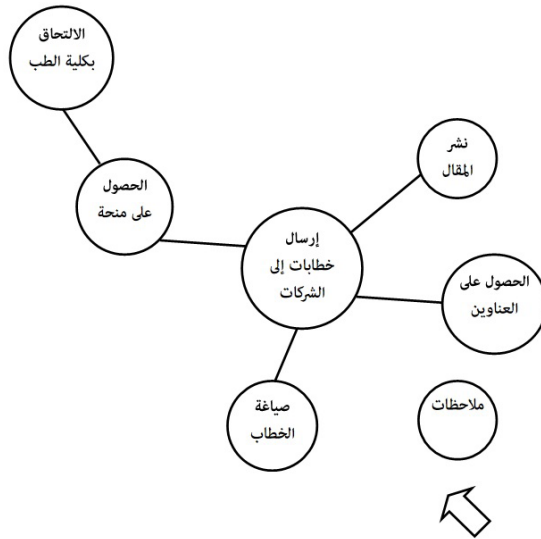 الالتحاق
بكلية الطب
نشر
المقال
الحصول
على منحة
إرسال
خطابات إلى
الشركات
الحصول على
العناوين
صياغة
الخطاب
ملاحظات